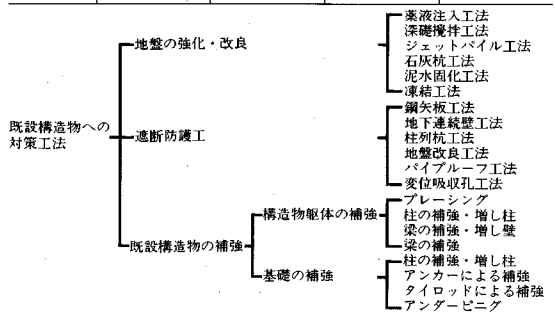 既設構造物への
対策工法
地盤の強化・改良
薬液注入工法
深礎攪拌工法
ジェットパイル工法
石灰杭工法
泥水固化工法
凍結工法
遮断防護工
鋼矢板工法
地下連続壁工法
柱列杭工法
地盤改良工法
パイプルーフ工法
変位吸収孔工法
既設構造物の補強
構造物躯体の補強
ブレーシング
柱の補強・増し柱
梁の補強・増し壁
梁の補強
基礎の補強
柱の補強・増し柱
アンカーによる補強
タイロッドによる補強
アンダーピニグ